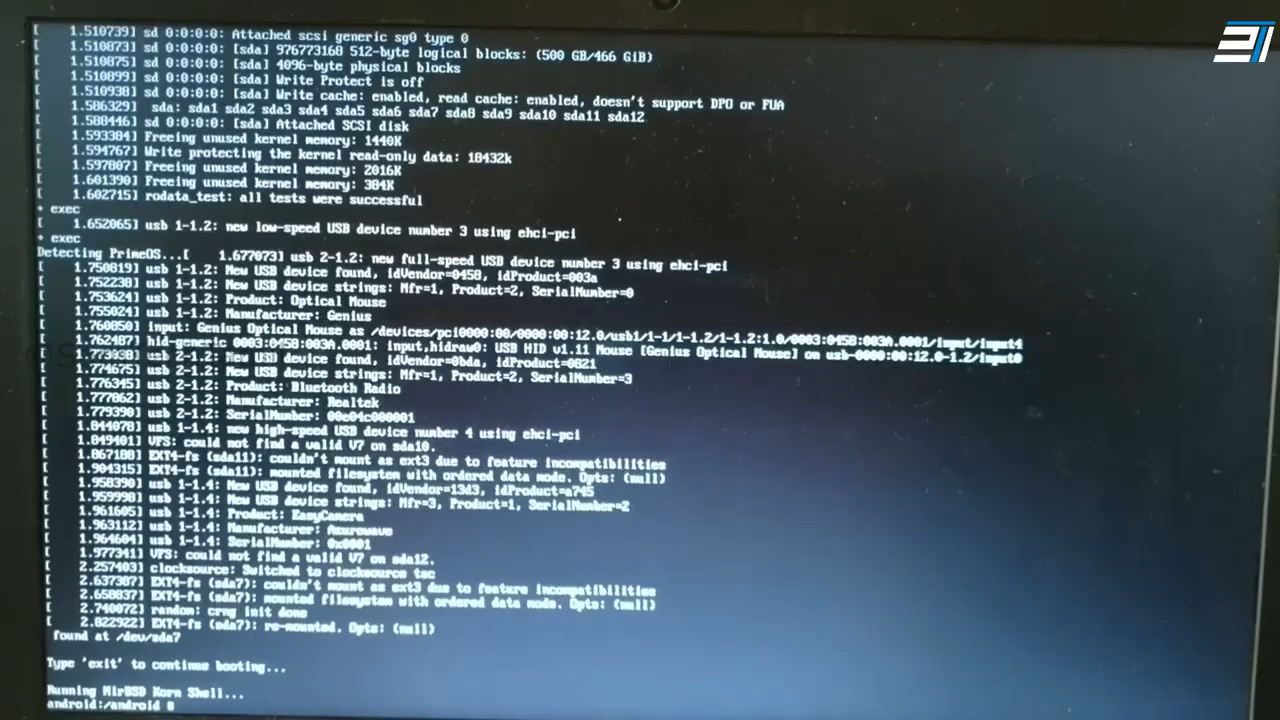 [    1.510739] sd 0:0:0:0: Attached scsi generic sg0 type 0
[    1.510873] sd 0:0:0:0: [sda] 976773168 512-byte logical blocks: (500 GB/466 GiB)
[    1.510875] sd 0:0:0:0: [sda] 4096-byte physical blocks
[    1.510899] sd 0:0:0:0: [sda] Write Protect is off
[    1.510938] sd 0:0:0:0: [sda] Write cache: enabled, read cache: enabled, doesn't support DPO or FUA
[    1.586329]  sda: sda1 sda2 sda3 sda4 sda5 sda6 sda7 sda8 sda9 sda10 sda11 sda12
[    1.588446] sd 0:0:0:0: [sda] Attached SCSI disk
[    1.593384] Freeing unused kernel memory: 1440K
[    1.594767] Write protecting the kernel read-only data: 18432k
[    1.597807] Freeing unused kernel memory: 2016K
[    1.601390] Freeing unused kernel memory: 384K
[    1.602715] rodata_test: all tests were successful
+ exec
[    1.652065] usb 1-1.2: new low-speed USB device number 3 using ehci-pci
+ exec
Detecting PrimeOS...[    1.677073] usb 2-1.2: new full-speed USB device number 3 using ehci-pci
[    1.750819] usb 1-1.2: New USB device found, idVendor=0458, idProduct=003a
[    1.752238] usb 1-1.2: New USB device strings: Mfr=1, Product=2, SerialNumber=0
[    1.753624] usb 1-1.2: Product: Optical Mouse
[    1.755024] usb 1-1.2: Manufacturer: Genius
[    1.760850] input: Genius Optical Mouse as /devices/pci0000:00/0000:00:12.0/usb1/1-1/1-1.2/1-1.2:1.0/0003:0458:003A.0001/input/input4
[    1.762487] hid-generic 0003:0458:003A.0001: input,hidraw0: USB HID v1.11 Mouse [Genius Optical Mouse] on usb-0000:00:12.0-1.2/input0
[    1.773038] usb 2-1.2: New USB device found, idVendor=0bda, idProduct=0821
[    1.774675] usb 2-1.2: New USB device strings: Mfr=1, Product=2, SerialNumber=3
[    1.776345] usb 2-1.2: Product: Bluetooth Radio
[    1.777862] usb 2-1.2: Manufacturer: Realtek
[    1.779390] usb 2-1.2: SerialNumber: 00e04c000001
[    1.844078] usb 1-1.4: new high-speed USB device number 4 using ehci-pci
[    1.849401] VFS: could not find a valid V7 on sda10.
[    1.867188] EXT4-fs (sda11): couldn't mount as ext3 due to feature incompatibilities
[    1.904315] EXT4-fs (sda11): mounted filesystem with ordered data mode. Opts: (null)
[    1.958390] usb 1-1.4: New USB device found, idVendor=13d3, idProduct=a745
[    1.959998] usb 1-1.4: New USB device strings: Mfr=3, Product=1, SerialNumber=2
[    1.961605] usb 1-1.4: Product: EasyCamera
[    1.963112] usb 1-1.4: Manufacturer: Azurewave
[    1.964604] usb 1-1.4: SerialNumber: 0x0001
[    1.977341] VFS: could not find a valid V7 on sda12.
[    2.257403] clocksource: Switched to clocksource tsc
[    2.637387] EXT4-fs (sda7): couldn't mount as ext3 due to feature incompatibilities
[    2.658837] EXT4-fs (sda7): mounted filesystem with ordered data mode. Opts: (null)
[    2.740072] random: crng init done
[    2.822922] EXT4-fs (sda7): re-mounted. Opts: (null)
 found at /dev/sda7
Type 'exit' to continue booting...
Running MirBSD Korn Shell...
android:/android #